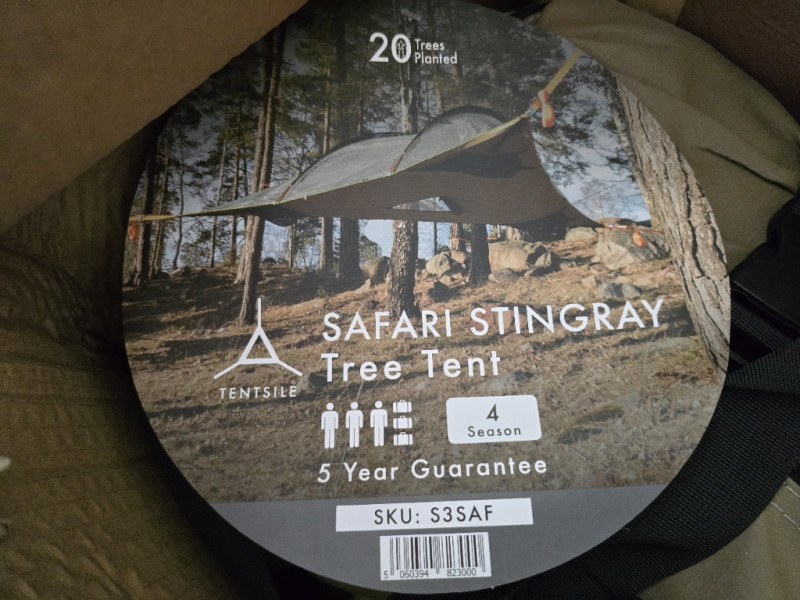 20 Trees
Planted
SAFARI STINGRAY
Tree Tent
TENTSILE
4
Season
5 Year Guarantee
SKU: S3SAF
5 060394 823000